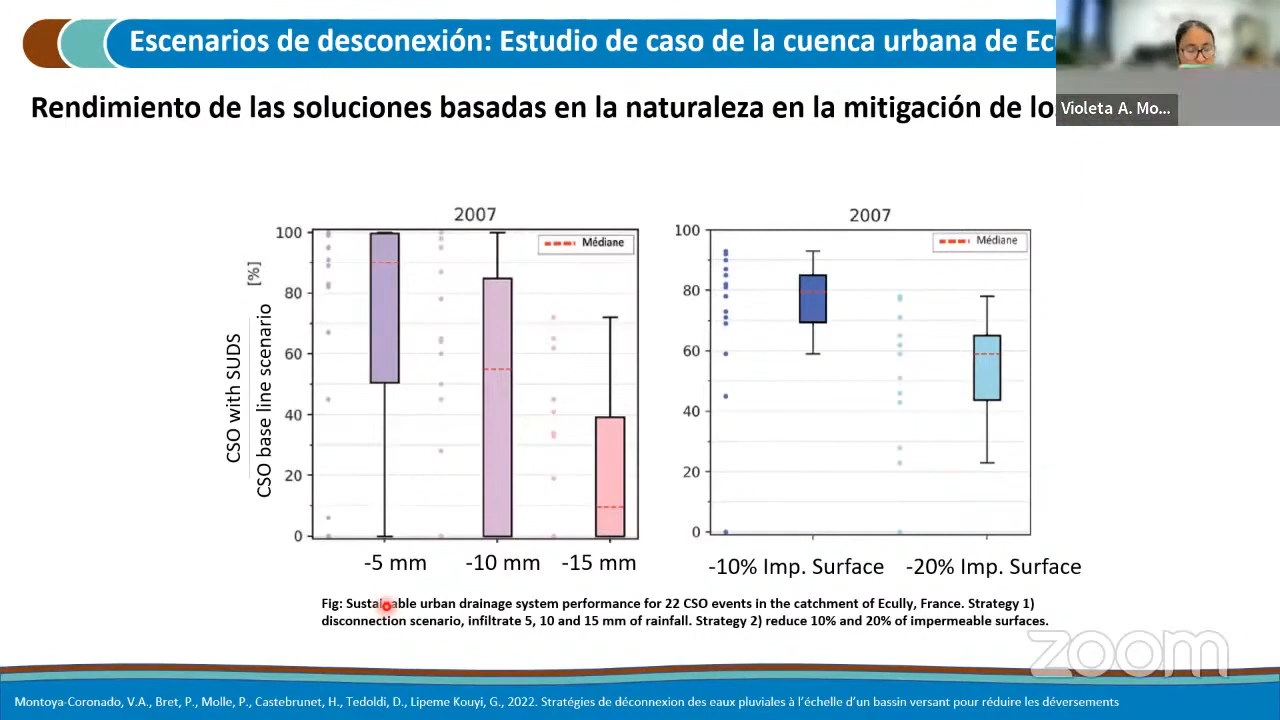 Escenarios de desconexión: Estudio de caso de la cuenca urbana de
Rendimiento de las soluciones basadas en la naturaleza en la mitigación de
Violeta A. Mo...
2007
2007
Médiane
Médiane
CSO with SUDS
CSO base line scenario
[%]
100
80
60
40
20
0
100
80
60
40
20
0
-5 mm
-10 mm
-15 mm
-10% Imp. Surface
-20% Imp. Surface
Fig: Sustainable urban drainage system performance for 22 CSO events in the catchment of Ecully, France. Strategy 1)
disconnection scenario, infiltrate 5, 10 and 15 mm of rainfall. Strategy 2) reduce 10% and 20% of impermeable surfaces.
zoom
Montoya-Coronado, V.A., Bret, P., Molle, P., Castebrunet, H., Tedoldi, D., Lipeme Kouyi, G., 2022. Stratégies de déconnexion des eaux pluviales à l'échelle d'un bassin versant pour réduire les déversements